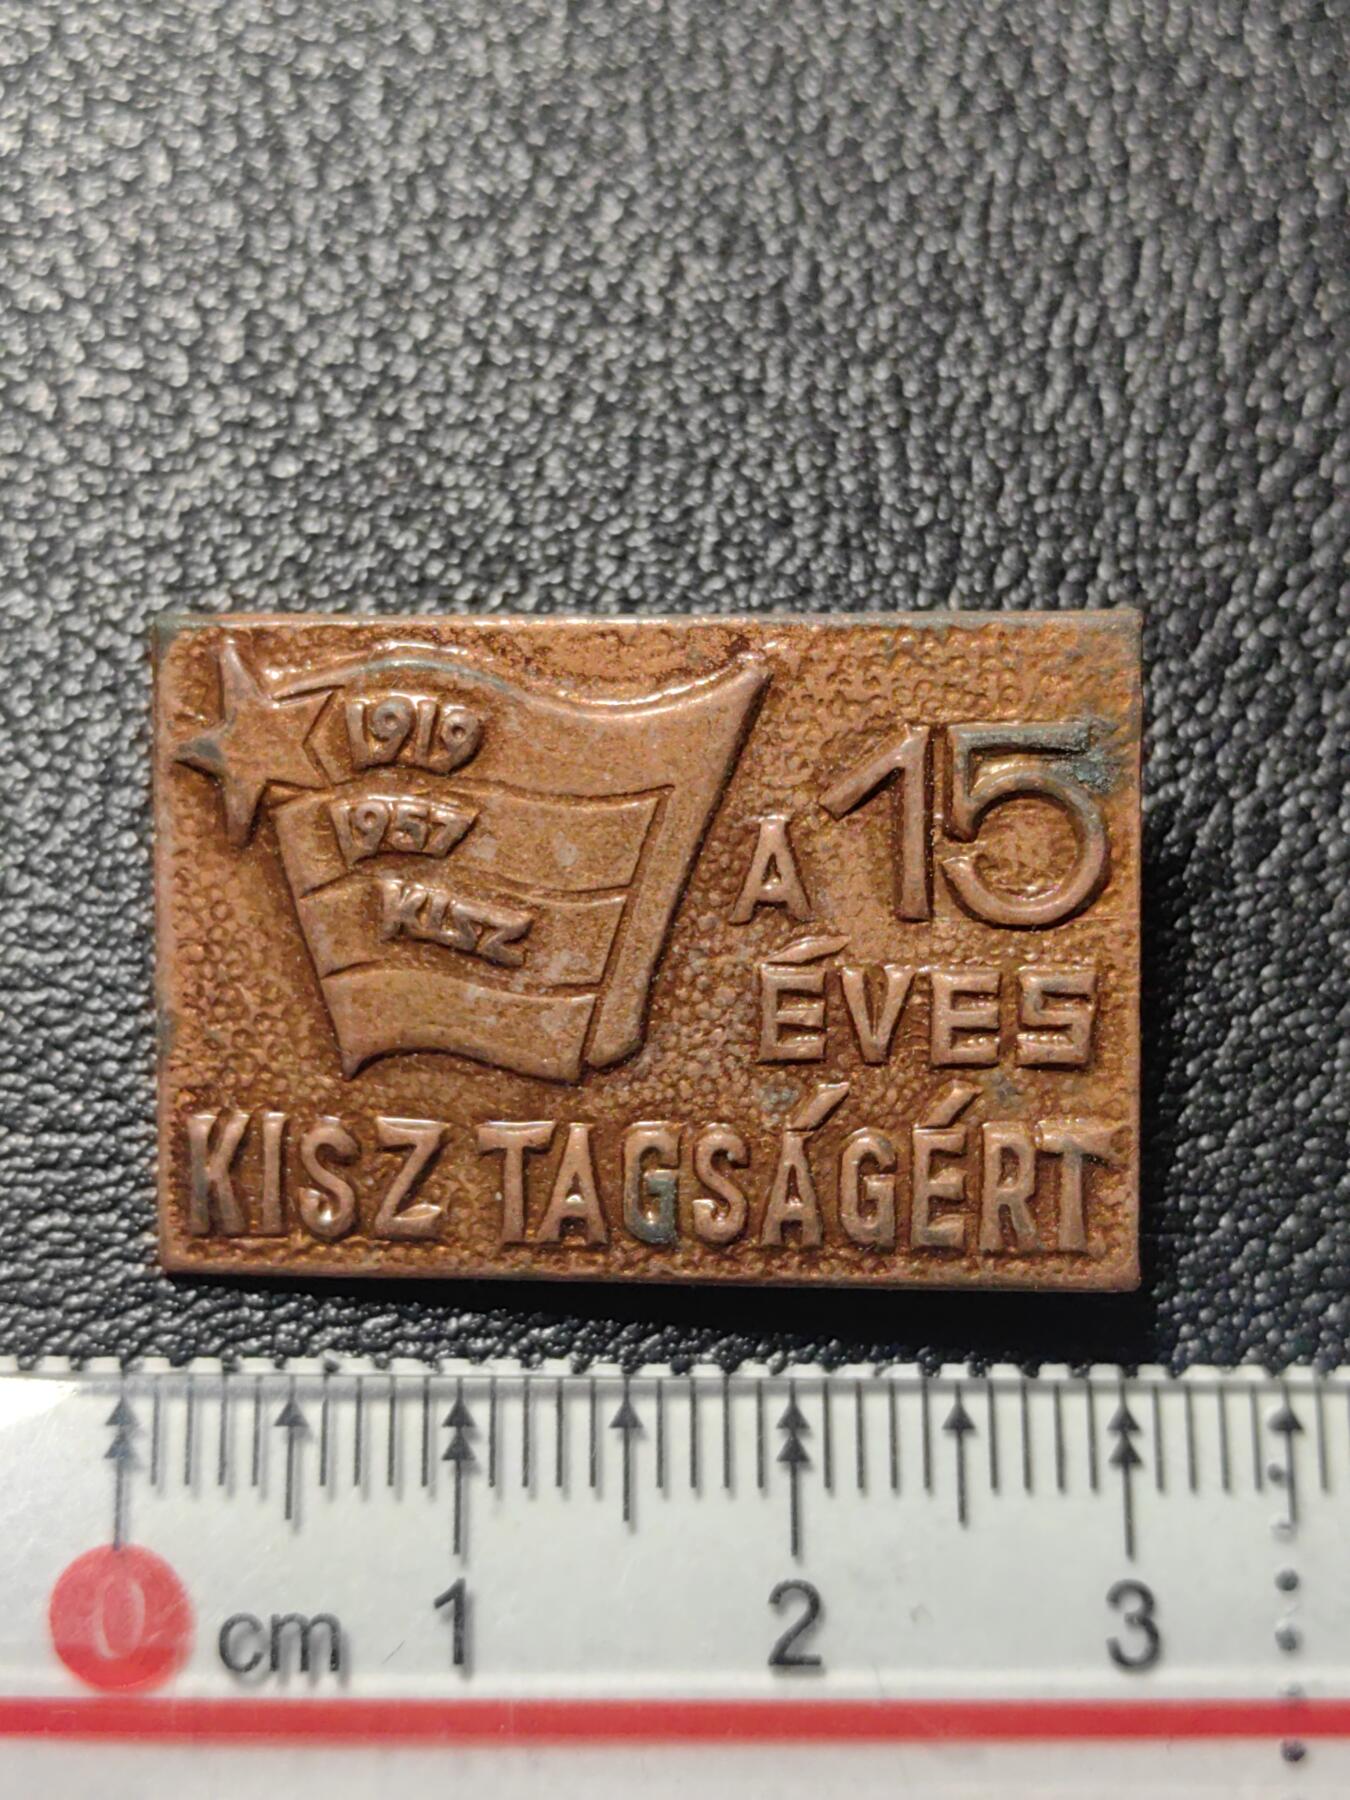 1919
1957
KISZ
A 15
ÉVES
KISZ TAGSÁGÉRT
0 cm 1 2 3